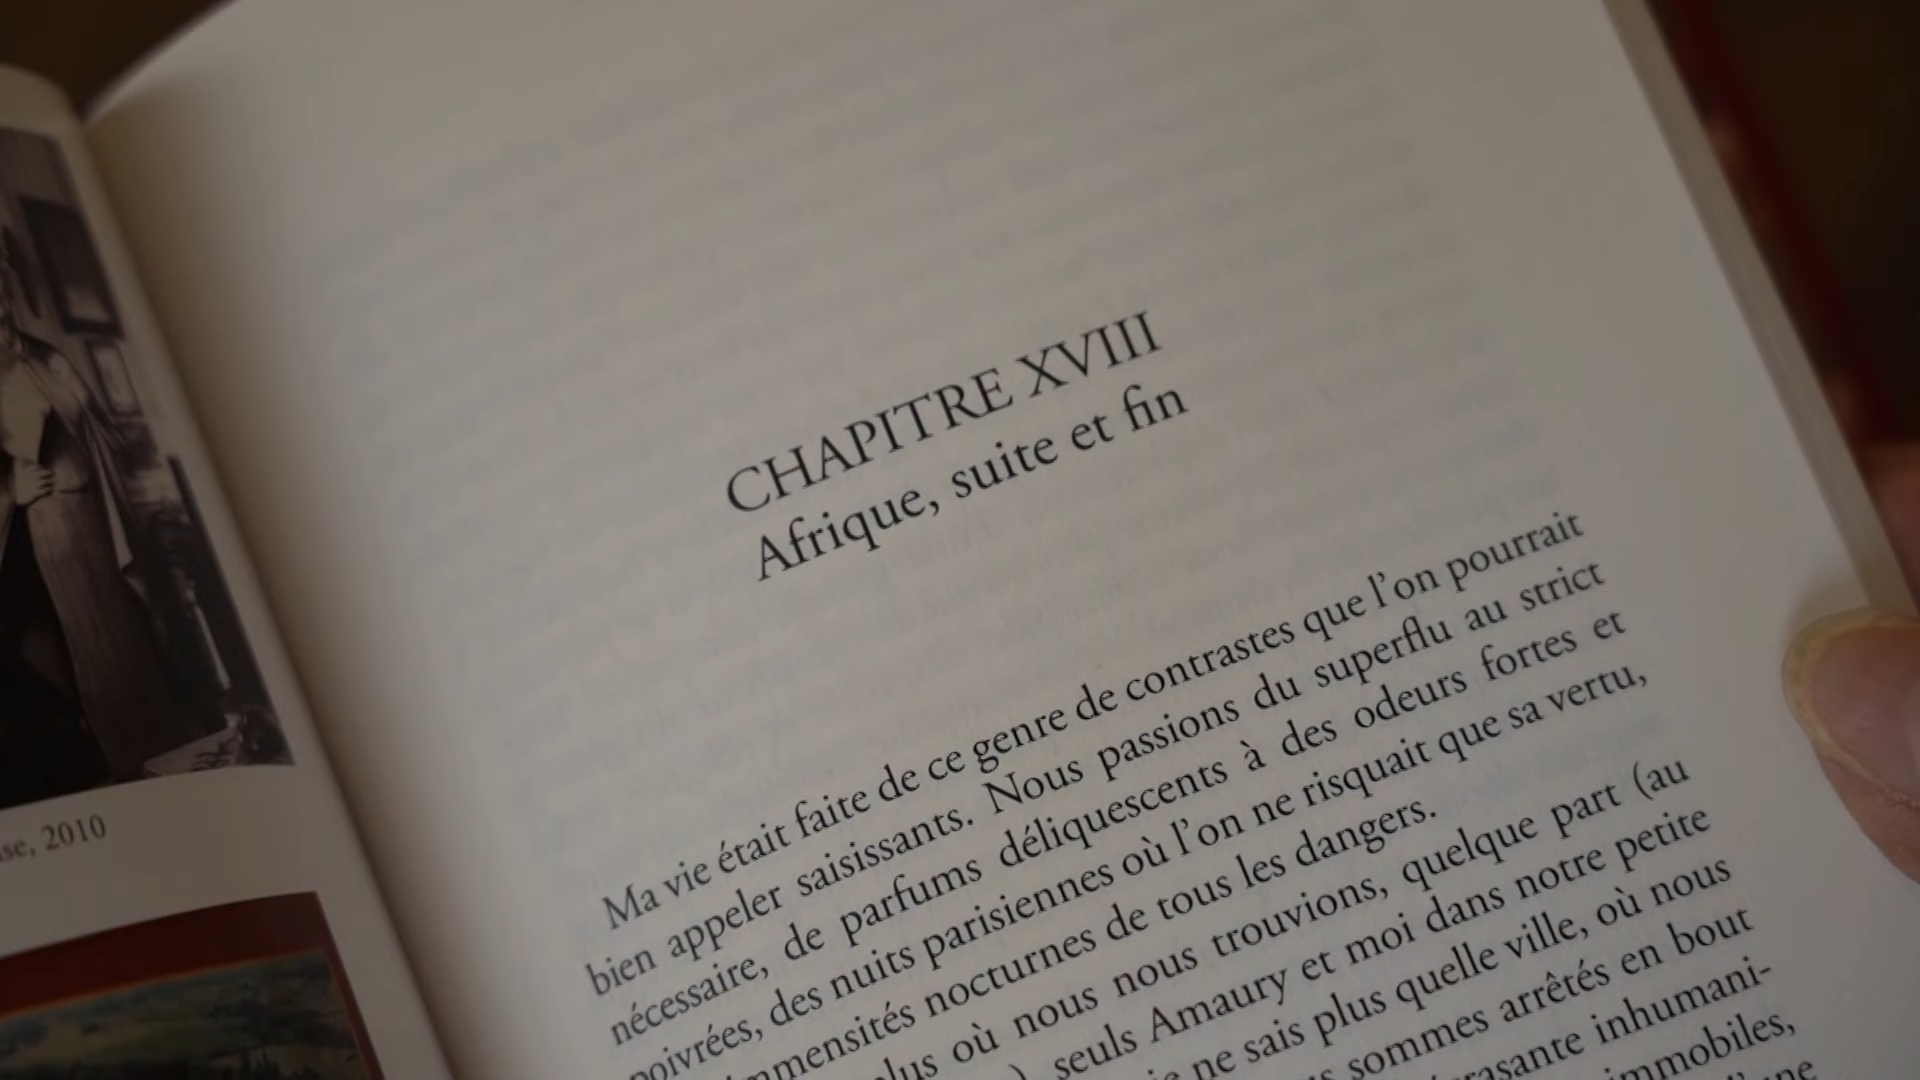 se, 2010
CHAPITRE XVIII
Afrique, suite et fin
Ma vie était faite de ce genre de contrastes que l'on pourrait
bien appeler saisissants. Nous passions du superflu au strict
nécessaire, de parfums déliquescents à des odeurs fortes et
poivrées, des nuits parisiennes où l'on ne risquait que sa vertu,
mmensités nocturnes de tous les dangers.
plus où nous nous trouvions, quelque part (au
), seuls Amaury et moi dans notre petite
je ne sais plus quelle ville, où nous
s sommes arrêtés en bout
rasante inhumani-
immobiles,